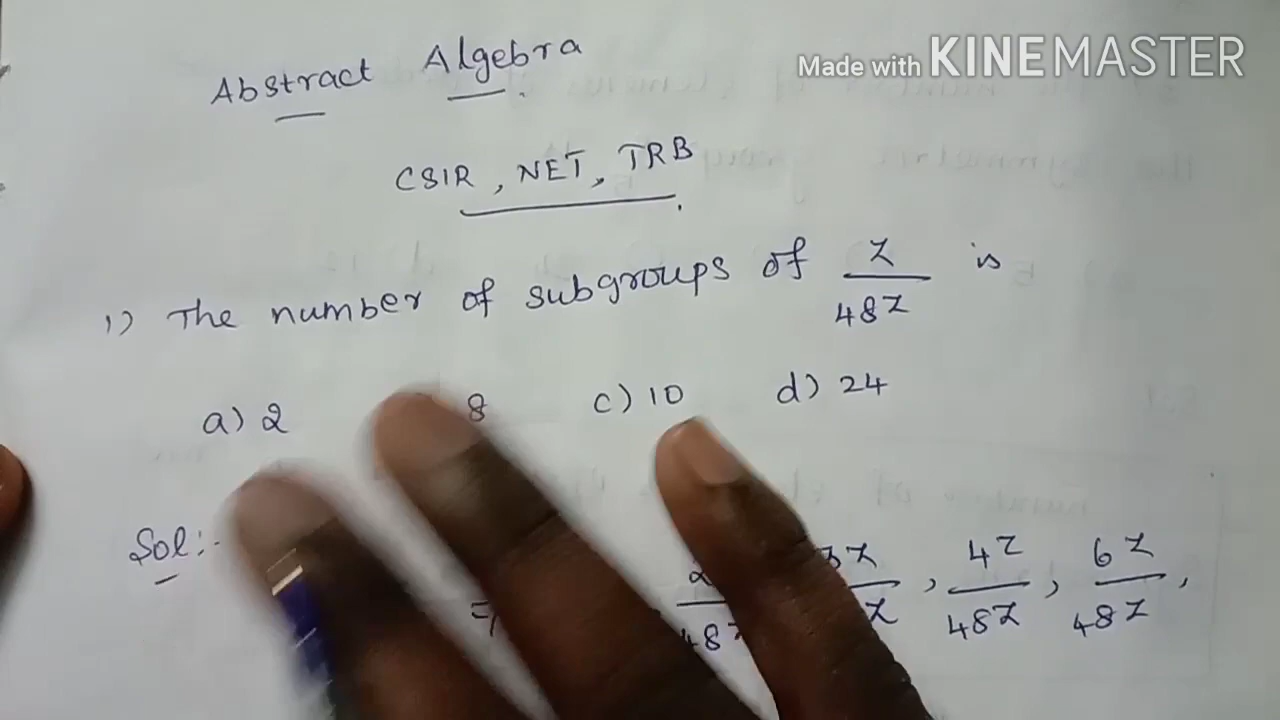 Made with KINEMASTER
Abstract Algebra
CSIR, NET, TRB
1) The number of subgroups of Z/48Z is
a) 2 8 c) 10 d) 24
Sol:-
4Z/48Z, 6Z/48Z,